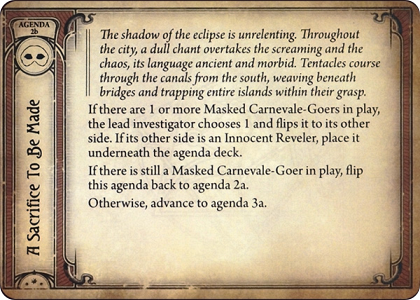 AGENDA
2b
A Sacrifice To Be Made
The shadow of the eclipse is unrelenting. Throughout
the city, a dull chant overtakes the screaming and the
chaos, its language ancient and morbid. Tentacles course
through the canals from the south, weaving beneath
bridges and trapping entire islands within their grasp.
If there are 1 or more Masked Carnevale-Goers in play,
the lead investigator chooses 1 and flips it to its other
side. If its other side is an Innocent Reveler, place it
underneath the agenda deck.
If there is still a Masked Carnevale-Goer in play, flip
this agenda back to agenda 2a.
Otherwise, advance to agenda 3a.